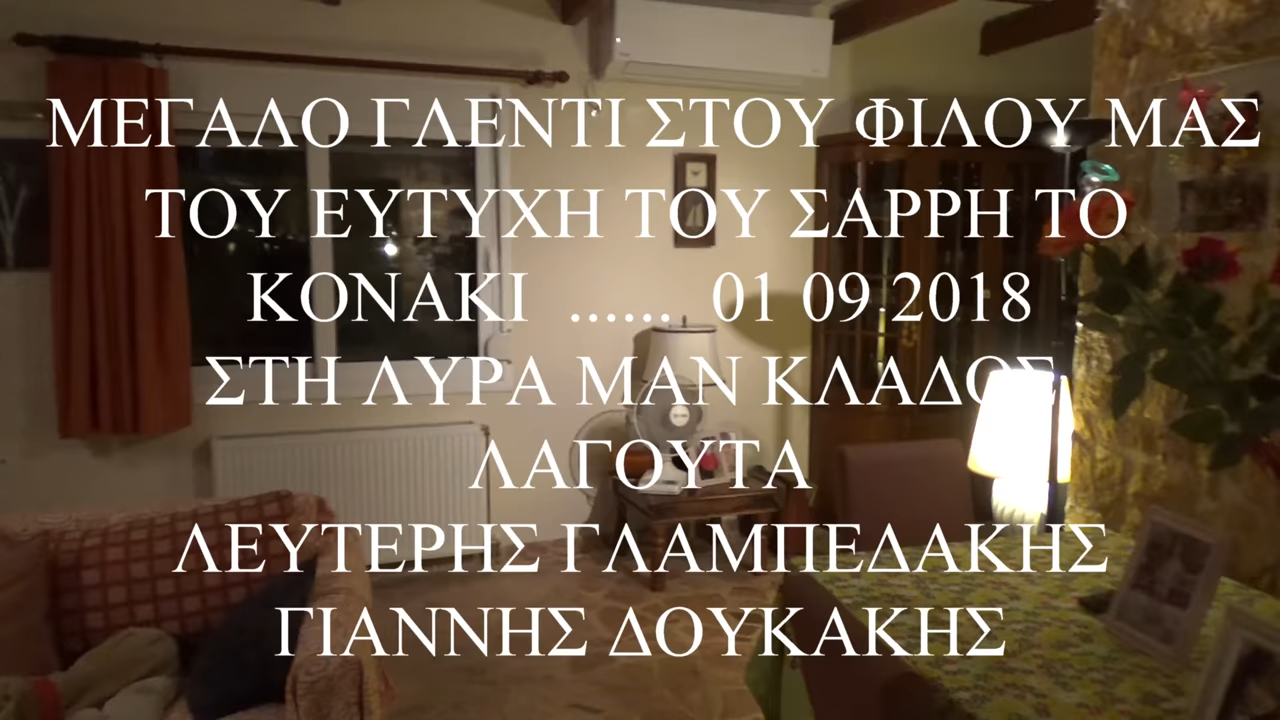 ΜΕΓΑΛΟ ΓΛΕΝΤΙ ΣΤΟΥ ΦΙΛΟΥ ΜΑΣ
ΤΟΥ ΕΥΤΥΧΗ ΤΟΥ ΣΑΡΡΗ ΤΟ
ΚΟΝΑΚΙ ...... 01 09 2018
ΣΤΗ ΛΥΡΑ ΜΑΝ ΚΛΑΔΟΣ
ΛΑΓΟΥΤΑ
ΛΕΥΤΕΡΗΣ ΓΛΑΜΠΕΔΑΚΗΣ
ΓΙΑΝΝΗΣ ΔΟΥΚΑΚΗΣ